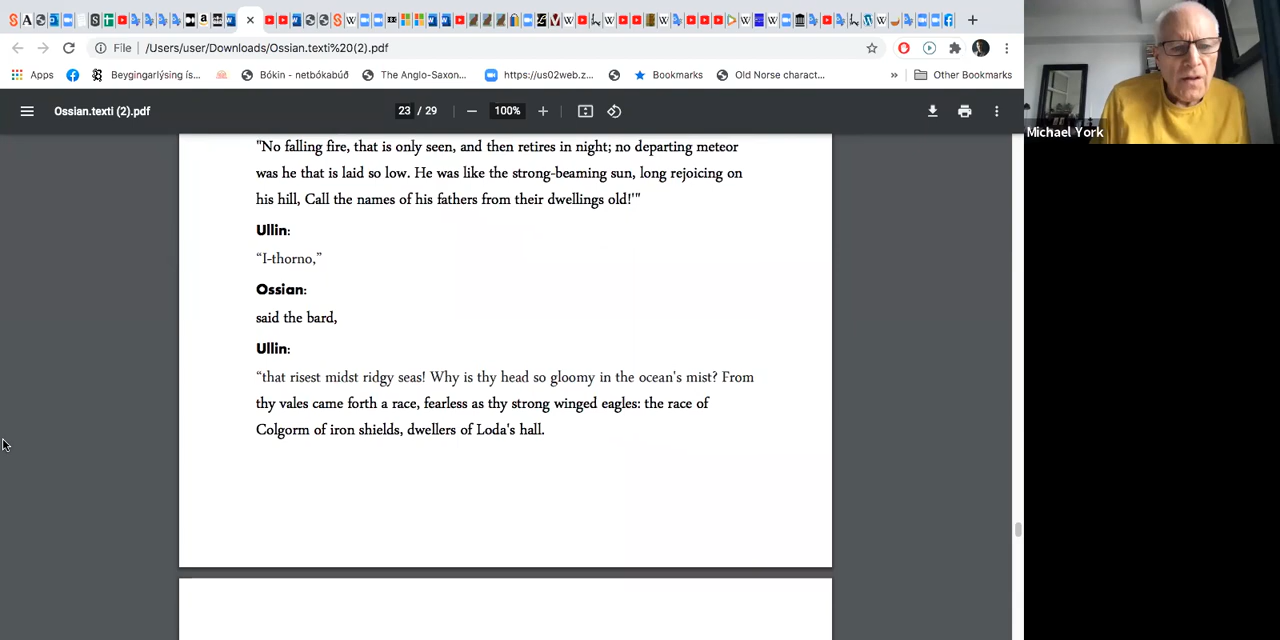 File | /Users/user/Downloads/Ossian.texti%20(2).pdf
Apps Beygingarlýsing ís... Bókin - netbókabúð The Anglo-Saxon... https://us02web.z... Bookmarks Old Norse charact... » Other Bookmarks
Ossian.texti (2).pdf 23 / 29 — 100% +
Michael York
"No falling fire, that is only seen, and then retires in night; no departing meteor
was he that is laid so low. He was like the strong-beaming sun, long rejoicing on
his hill, Call the names of his fathers from their dwellings old!'"
Ullin:
“I-thorno,”
Ossian:
said the bard,
Ullin:
“that risest midst ridgy seas! Why is thy head so gloomy in the ocean's mist? From
thy vales came forth a race, fearless as thy strong winged eagles: the race of
Colgorm of iron shields, dwellers of Loda's hall.